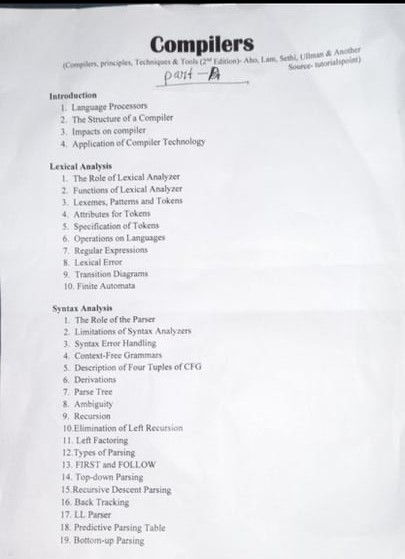 Compilers
(Compilers, principles, Techniques & Tools (2nd Edition)- Aho, Lam, Sethi, Ullman & Another
Source- tutorialspoint)
part - A
Introduction
1. Language Processors
2. The Structure of a Compiler
3. Impacts on compiler
4. Application of Compiler Technology
Lexical Analysis
1. The Role of Lexical Analyzer
2. Functions of Lexical Analyzer
3. Lexemes, Patterns and Tokens
4. Attributes for Tokens
5. Specification of Tokens
6. Operations on Languages
7. Regular Expressions
8. Lexical Error
9. Transition Diagrams
10. Finite Automata
Syntax Analysis
1. The Role of the Parser
2. Limitations of Syntax Analyzers
3. Syntax Error Handling
4. Context-Free Grammars
5. Description of Four Tuples of CFG
6. Derivations
7. Parse Tree
8. Ambiguity
9. Recursion
10.Elimination of Left Recursion
11. Left Factoring
12.Types of Parsing
13. FIRST and FOLLOW
14. Top-down Parsing
15.Recursive Descent Parsing
16. Back Tracking
17. LL Parser
18. Predictive Parsing Table
19. Bottom-up Parsing